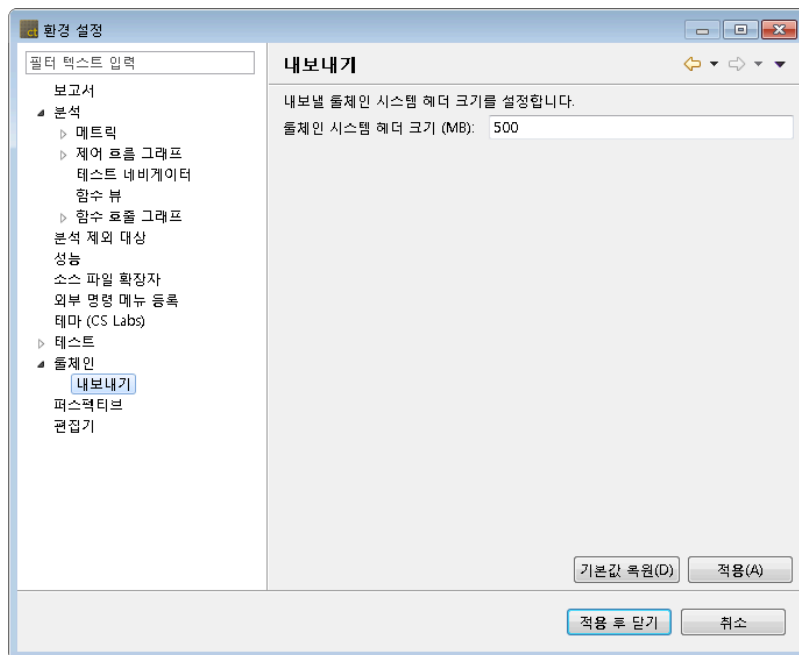 ct 환경 설정
필터 텍스트 입력
보고서
분석
메트릭
제어 흐름 그래프
테스트 네비게이터
함수 뷰
함수 호출 그래프
분석 제외 대상
성능
소스 파일 확장자
외부 명령 메뉴 등록
테마 (CS Labs)
테스트
툴체인
내보내기
퍼스펙티브
편집기
내보내기
내보낼 툴체인 시스템 헤더 크기를 설정합니다.
툴체인 시스템 헤더 크기 (MB): 500
기본값 복원(D) 적용(A)
적용 후 닫기 취소